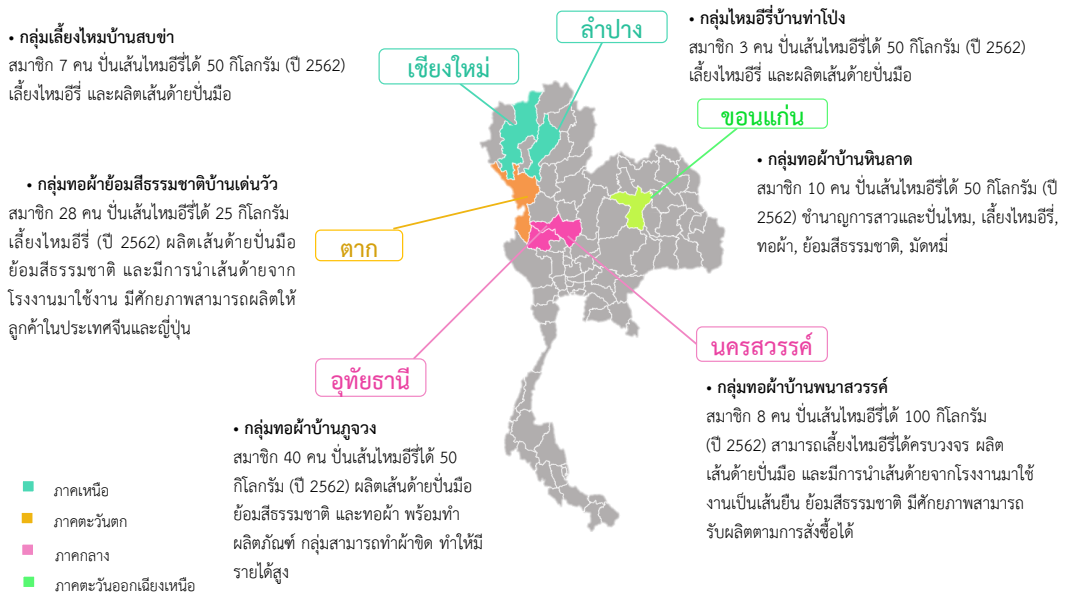 • กลุ่มเลี้ยงไหมบ้านสบข่า
สมาชิก 7 คน ปั่นเส้นไหมอีรี่ได้ 50 กิโลกรัม (ปี 2562)
เลี้ยงไหมอีรี่ และผลิตเส้นด้ายปั่นมือ
เชียงใหม่
ลำปาง
• กลุ่มไหมอีรี่บ้านท่าโป่ง
สมาชิก 3 คน ปั่นเส้นไหมอีรี่ได้ 50 กิโลกรัม (ปี 2562)
เลี้ยงไหมอีรี่ และผลิตเส้นด้ายปั่นมือ
ขอนแก่น
• กลุ่มทอผ้าบ้านหินลาด
สมาชิก 10 คน ปั่นเส้นไหมอีรี่ได้ 50 กิโลกรัม (ปี
2562) ชำนาญการสาวและปั่นไหม, เลี้ยงไหมอีรี่,
ทอผ้า, ย้อมสีธรรมชาติ, มัดหมี่
• กลุ่มทอผ้าย้อมสีธรรมชาติบ้านเด่นวัว
สมาชิก 28 คน ปั่นเส้นไหมอีรี่ได้ 25 กิโลกรัม
เลี้ยงไหมอีรี่ (ปี 2562) ผลิตเส้นด้ายปั่นมือ
ย้อมสีธรรมชาติ และมีการนำเส้นด้ายจาก
โรงงานมาใช้งาน มีศักยภาพสามารถผลิตให้
ลูกค้าในประเทศจีนและญี่ปุ่น
ตาก
นครสวรรค์
• กลุ่มทอผ้าบ้านพนาสวรรค์
สมาชิก 8 คน ปั่นเส้นไหมอีรี่ได้ 100 กิโลกรัม
(ปี 2562) สามารถเลี้ยงไหมอีรี่ได้ครบวงจร ผลิต
เส้นด้ายปั่นมือ และมีการนำเส้นด้ายจากโรงงานมาใช้
งานเป็นเส้นยืน ย้อมสีธรรมชาติ มีศักยภาพสามารถ
รับผลิตตามการสั่งซื้อได้
อุทัยธานี
• กลุ่มทอผ้าบ้านภูจวง
สมาชิก 40 คน ปั่นเส้นไหมอีรี่ได้ 50
กิโลกรัม (ปี 2562) ผลิตเส้นด้ายปั่นมือ
ย้อมสีธรรมชาติ และทอผ้า พร้อมทำ
ผลิตภัณฑ์ กลุ่มสามารถทำผ้าขิด ทำให้มี
รายได้สูง
ภาคเหนือ
ภาคตะวันตก
ภาคกลาง
ภาคตะวันออกเฉียงเหนือ